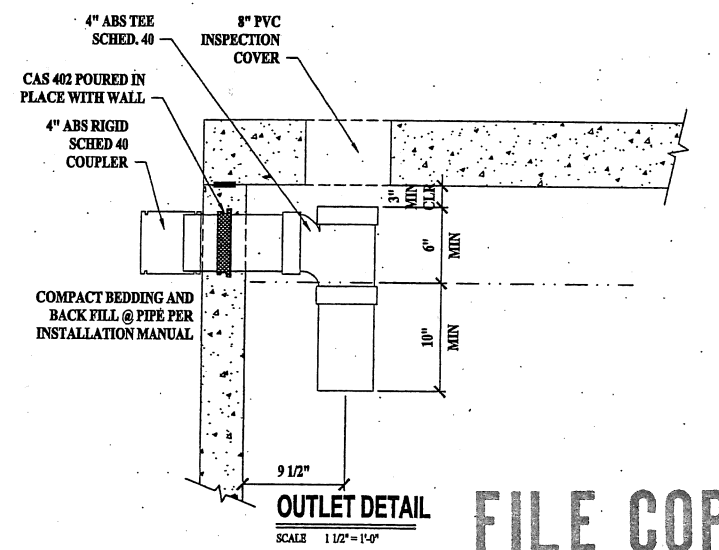 4" ABS TEE
SCHED. 40
8" PVC
INSPECTION
COVER
CAS 402 POURED IN
PLACE WITH WALL
4" ABS RIGID
SCHED 40
COUPLER
3" MIN CLR
6" MIN
COMPACT BEDDING AND
BACK FILL @ PIPE PER
INSTALLATION MANUAL
10" MIN
9 1/2"
OUTLET DETAIL
SCALE 1 1/2" = 1'-0"
FILE COP